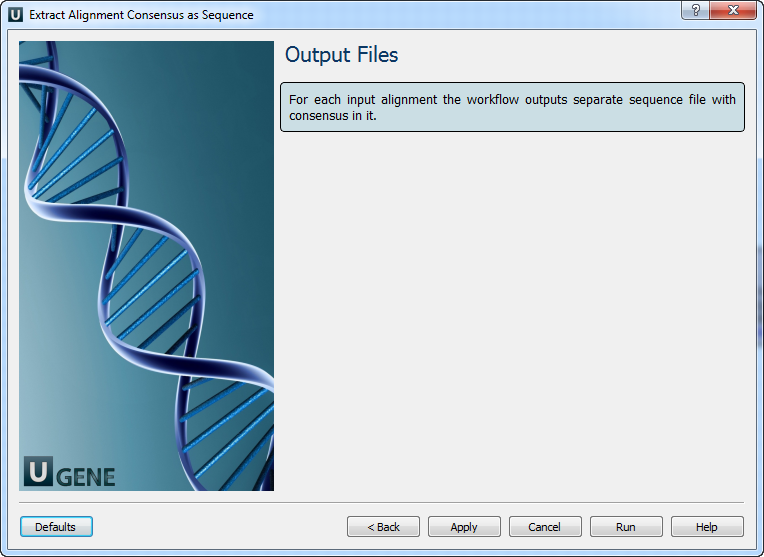 U Extract Alignment Consensus as Sequence
?
Output Files
For each input alignment the workflow outputs separate sequence file with
consensus in it.
U GENE
Defaults
< Back
Apply
Cancel
Run
Help